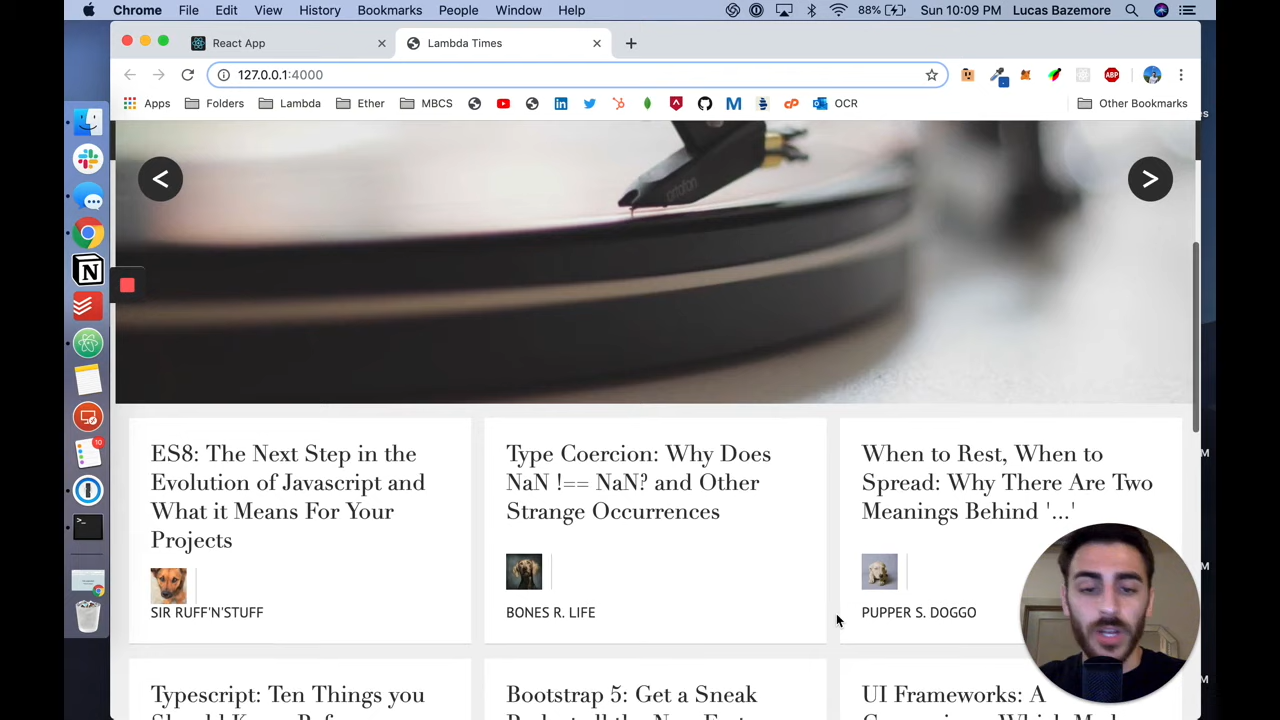 Chrome File Edit View History Bookmarks People Window Help 88% Sun 10:09 PM Lucas Bazemore
React App
Lambda Times
127.0.0.1:4000
ABP
Apps Folders Lambda Ether MBCS OCR Other Bookmarks
ortofon
< >
ES8: The Next Step in the
Evolution of Javascript and
What it Means For Your
Projects
SIR RUFF'N'STUFF
Type Coercion: Why Does
NaN !== NaN? and Other
Strange Occurrences
BONES R. LIFE
When to Rest, When to
Spread: Why There Are Two
Meanings Behind '...'
PUPPER S. DOGGO
Typescript: Ten Things you
Bootstrap 5: Get a Sneak
UI Frameworks: A
10